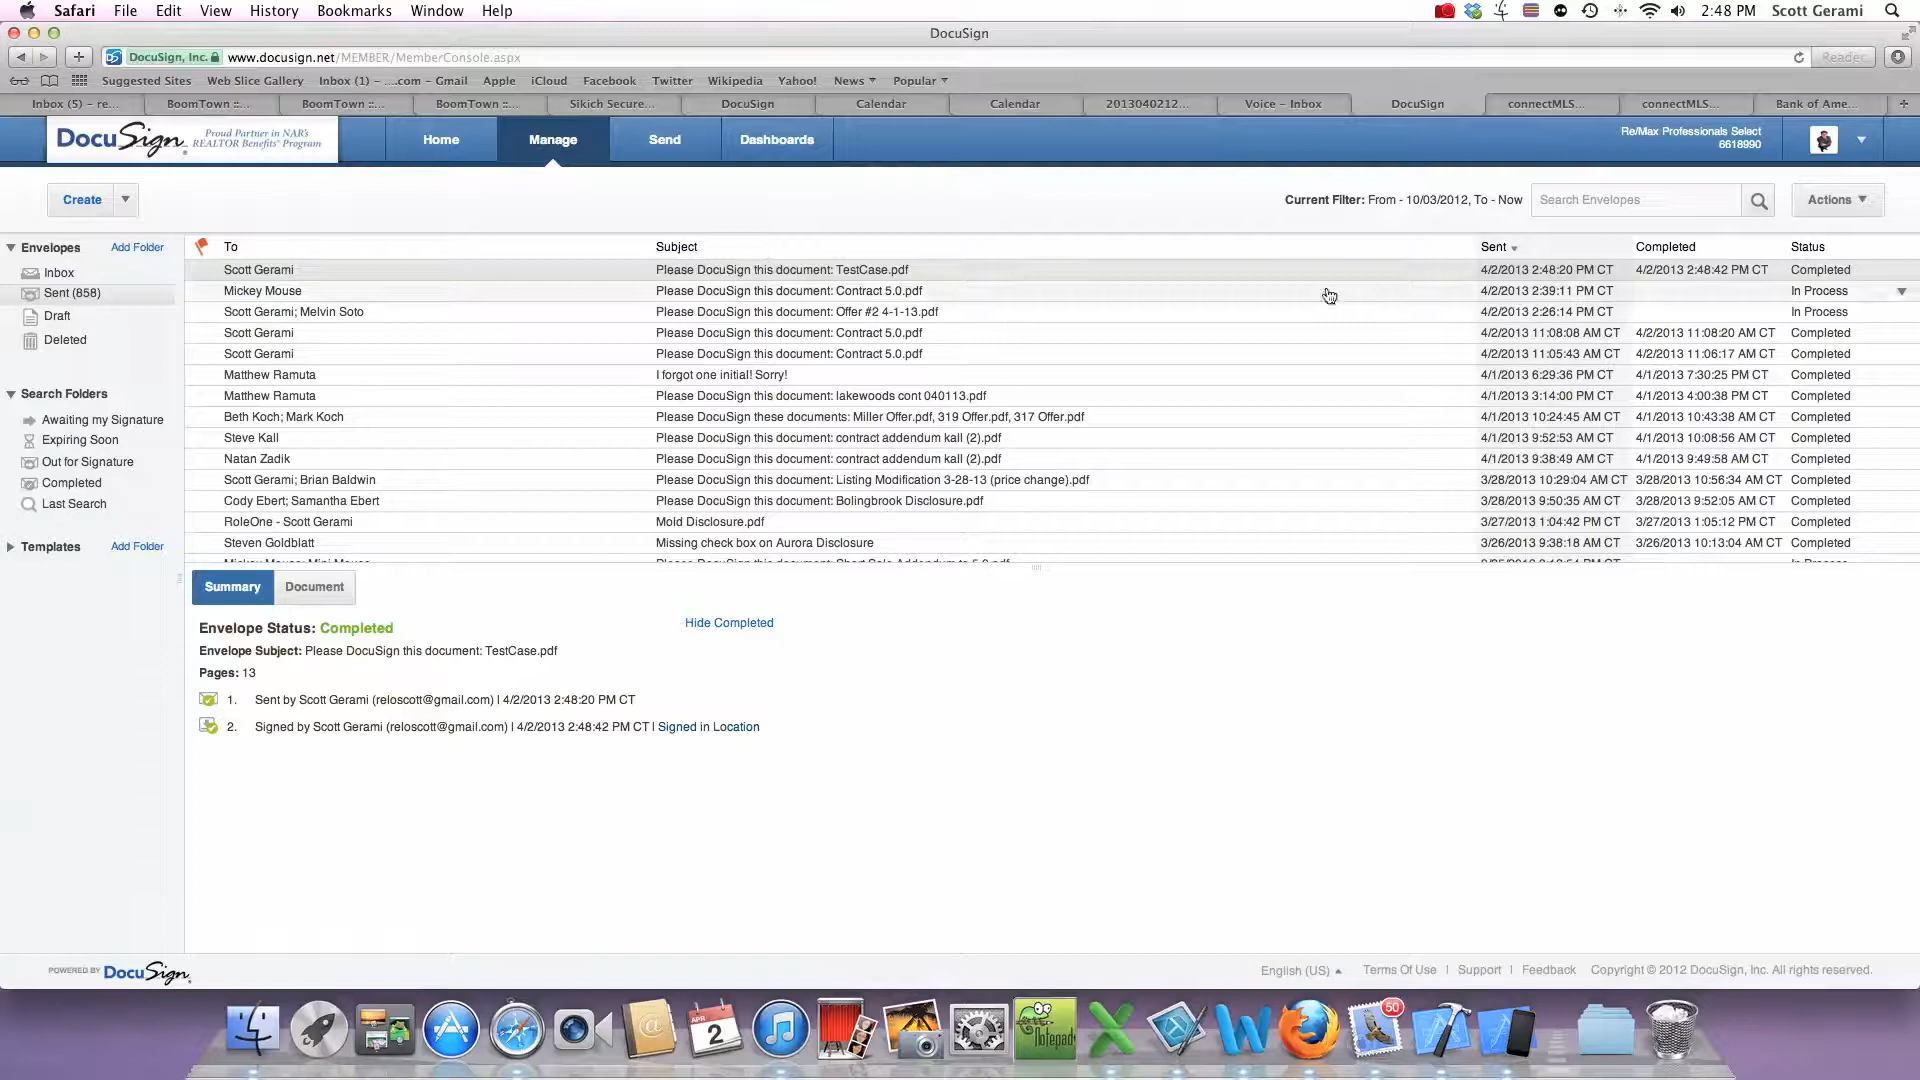 Safari File Edit View History Bookmarks Window Help 2:48 PM Scott Gerami
DocuSign
DocuSign, Inc. www.docusign.net/MEMBER/MemberConsole.aspx Reader
Suggested Sites Web Slice Gallery Inbox (1) - ....com - Gmail Apple iCloud Facebook Twitter Wikipedia Yahoo! News Popular
Inbox (5) - re... BoomTown ::... BoomTown ::... BoomTown ::... Sikich Secure... DocuSign Calendar Calendar 2013040212... Voice - Inbox DocuSign connectMLS... connectMLS... Bank of Ame...
DocuSign Proud Partner in NAR's REALTOR Benefits® Program Home Manage Send Dashboards Re/Max Professionals Select
6618990
Create Current Filter: From - 10/03/2012, To - Now Search Envelopes Actions
Envelopes Add Folder
Inbox
Sent (858)
Draft
Deleted
Search Folders
Awaiting my Signature
Expiring Soon
Out for Signature
Completed
Last Search
Templates Add Folder
To Subject Sent Completed Status
Scott Gerami Please DocuSign this document: TestCase.pdf 4/2/2013 2:48:20 PM CT 4/2/2013 2:48:42 PM CT Completed
Mickey Mouse Please DocuSign this document: Contract 5.0.pdf 4/2/2013 2:39:11 PM CT In Process
Scott Gerami; Melvin Soto Please DocuSign this document: Offer #2 4-1-13.pdf 4/2/2013 2:26:14 PM CT In Process
Scott Gerami Please DocuSign this document: Contract 5.0.pdf 4/2/2013 11:08:08 AM CT 4/2/2013 11:08:20 AM CT Completed
Scott Gerami Please DocuSign this document: Contract 5.0.pdf 4/2/2013 11:05:43 AM CT 4/2/2013 11:06:17 AM CT Completed
Matthew Ramuta I forgot one initial! Sorry! 4/1/2013 6:29:36 PM CT 4/1/2013 7:30:25 PM CT Completed
Matthew Ramuta Please DocuSign this document: lakewoods cont 040113.pdf 4/1/2013 3:14:00 PM CT 4/1/2013 4:00:38 PM CT Completed
Beth Koch; Mark Koch Please DocuSign these documents: Miller Offer.pdf, 319 Offer.pdf, 317 Offer.pdf 4/1/2013 10:24:45 AM CT 4/1/2013 10:43:38 AM CT Completed
Steve Kall Please DocuSign this document: contract addendum kall (2).pdf 4/1/2013 9:52:53 AM CT 4/1/2013 10:08:56 AM CT Completed
Natan Zadik Please DocuSign this document: contract addendum kall (2).pdf 4/1/2013 9:38:49 AM CT 4/1/2013 9:49:58 AM CT Completed
Scott Gerami; Brian Baldwin Please DocuSign this document: Listing Modification 3-28-13 (price change).pdf 3/28/2013 10:29:04 AM CT 3/28/2013 10:56:34 AM CT Completed
Cody Ebert; Samantha Ebert Please DocuSign this document: Bolingbrook Disclosure.pdf 3/28/2013 9:50:35 AM CT 3/28/2013 9:52:05 AM CT Completed
RoleOne - Scott Gerami Mold Disclosure.pdf 3/27/2013 1:04:42 PM CT 3/27/2013 1:05:12 PM CT Completed
Steven Goldblatt Missing check box on Aurora Disclosure 3/26/2013 9:38:18 AM CT 3/26/2013 10:13:04 AM CT Completed
Summary Document
Envelope Status: Completed Hide Completed
Envelope Subject: Please DocuSign this document: TestCase.pdf
Pages: 13
1. Sent by Scott Gerami (reloscott@gmail.com) | 4/2/2013 2:48:20 PM CT
2. Signed by Scott Gerami (reloscott@gmail.com) | 4/2/2013 2:48:42 PM CT | Signed in Location
POWERED BY DocuSign English (US) Terms Of Use | Support | Feedback Copyright © 2012 DocuSign, Inc. All rights reserved.
APR
2
50